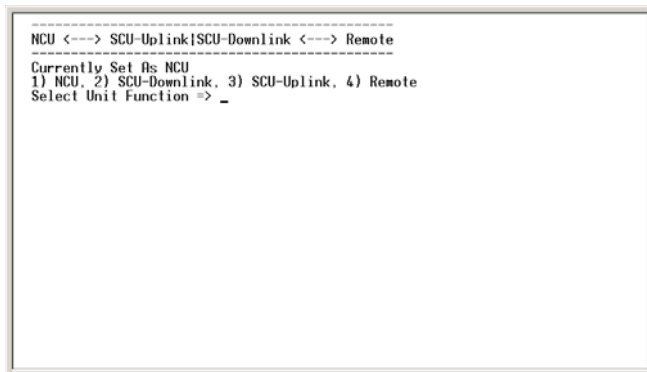 ----------------------------------------------
NCU <---> SCU-Uplink|SCU-Downlink <---> Remote
----------------------------------------------
Currently Set As NCU
1) NCU, 2) SCU-Downlink, 3) SCU-Uplink, 4) Remote
Select Unit Function => _